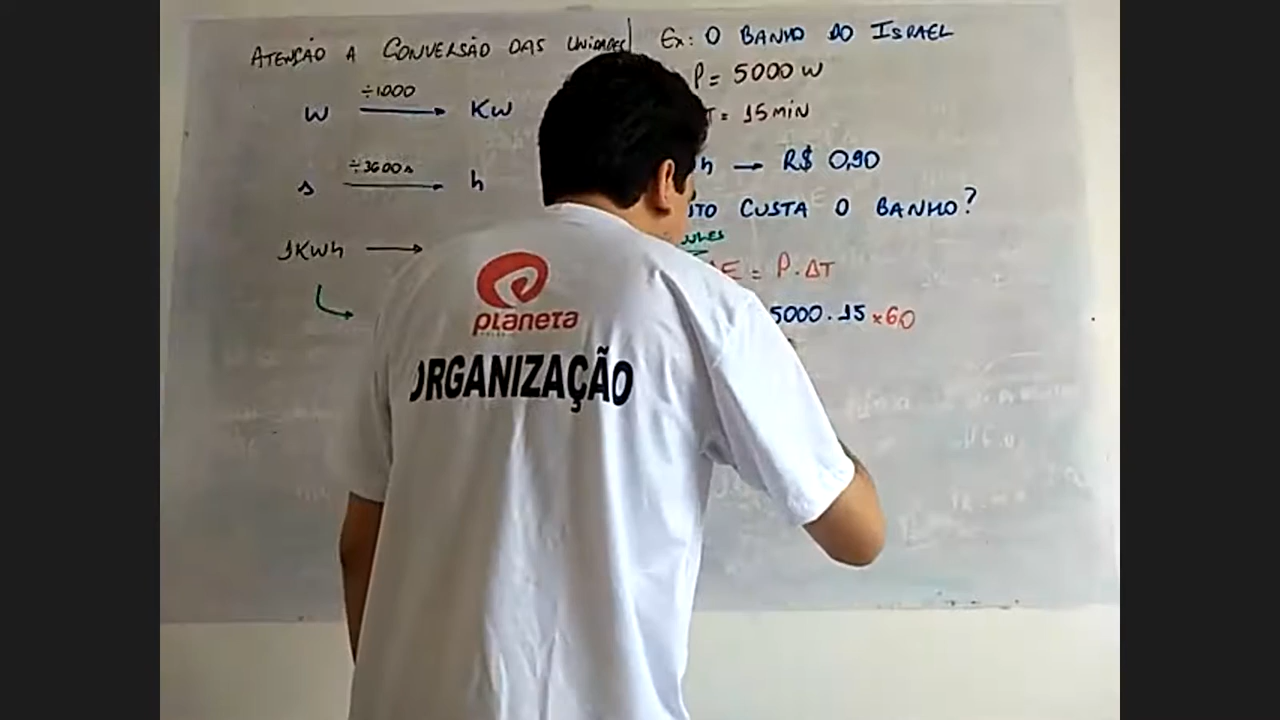 ATENÇÃO A CONVERSÃO DAS UNIDADES
÷1000
W → KW
÷3600s
s → h
1KWh →
Ex: O BANHO DO ISRAEL
P = 5000 W
T = 15 MIN
h → R$ 0,90
CUSTA O BANHO?
E = P.ΔT
5000.15 ×60
planeta
ORGANIZAÇÃO